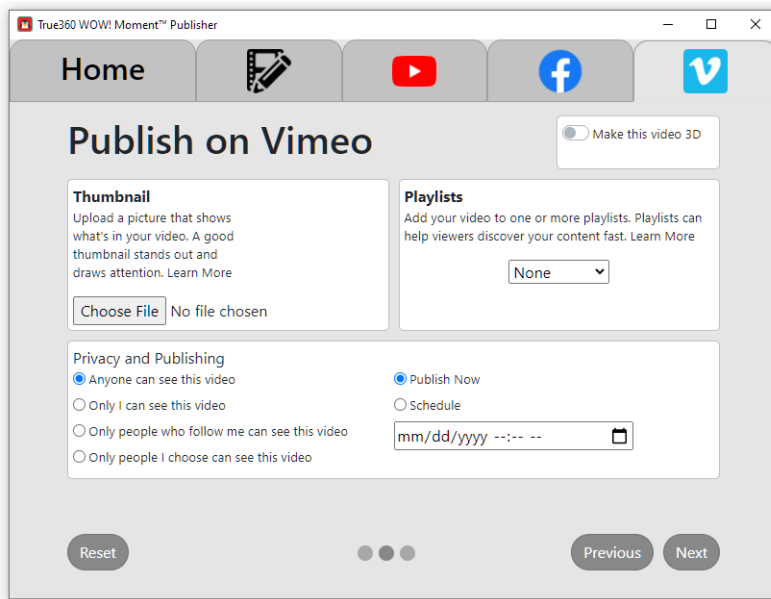 True360 WOW! Moment™ Publisher
Home
Publish on Vimeo
Make this video 3D
Thumbnail
Upload a picture that shows
what's in your video. A good
thumbnail stands out and
draws attention. Learn More
Choose File No file chosen
Playlists
Add your video to one or more playlists. Playlists can
help viewers discover your content fast. Learn More
None
Privacy and Publishing
Anyone can see this video
Only I can see this video
Only people who follow me can see this video
Only people I choose can see this video
Publish Now
Schedule
mm/dd/yyyy --:-- --
Reset
Previous
Next